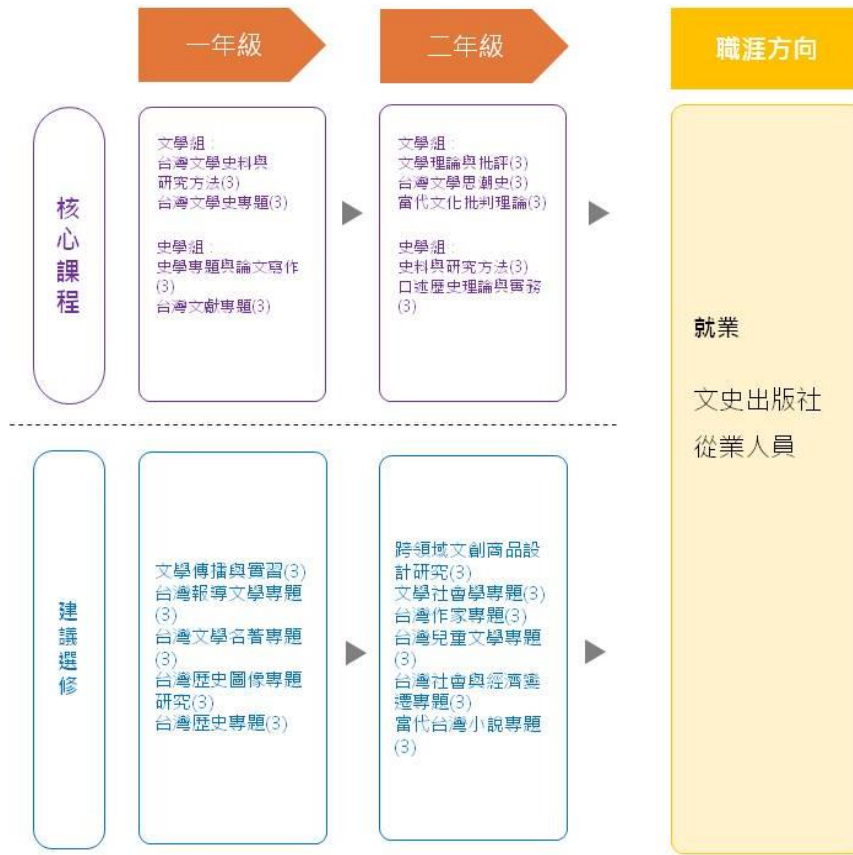 一年級
二年級
職涯方向
核心課程
文學組：
台灣文學史料與
研究方法(3)
台灣文學史專題(3)
史學組：
史學專題與論文寫作
(3)
台灣文獻專題(3)
文學組：
文學理論與批評(3)
台灣文學思潮史(3)
當代文化批判理論(3)
史學組：
史料與研究方法(3)
口述歷史理論與實務
(3)
建議選修
文學傳播與實習(3)
台灣報導文學專題
(3)
台灣文學名著專題
(3)
台灣歷史圖像專題
研究(3)
台灣歷史專題(3)
跨領域文創商品設
計研究(3)
文學社會學專題(3)
台灣作家專題(3)
台灣兒童文學專題
(3)
台灣社會與經濟變
遷專題(3)
當代台灣小說專題
(3)
就業
文史出版社
從業人員